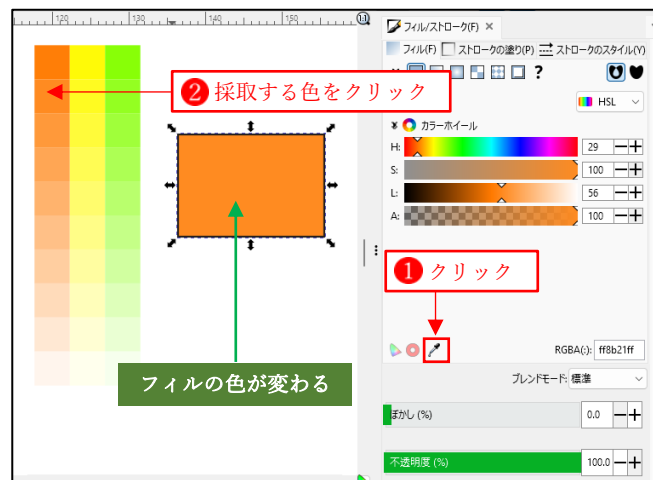 120 130 140 150
1:1
フィル/ストローク(F) ×
フィル(F) ストロークの塗り(P) ストロークのスタイル(Y)
× ?
❷ 採取する色をクリック
HSL
カラーホイール
H: 29
S: 100
L: 56
A: 100
❶ クリック
RGBA(:): ff8b21ff
フィルの色が変わる
ブレンドモード: 標準
ぼかし (%) 0.0
不透明度 (%) 100.0